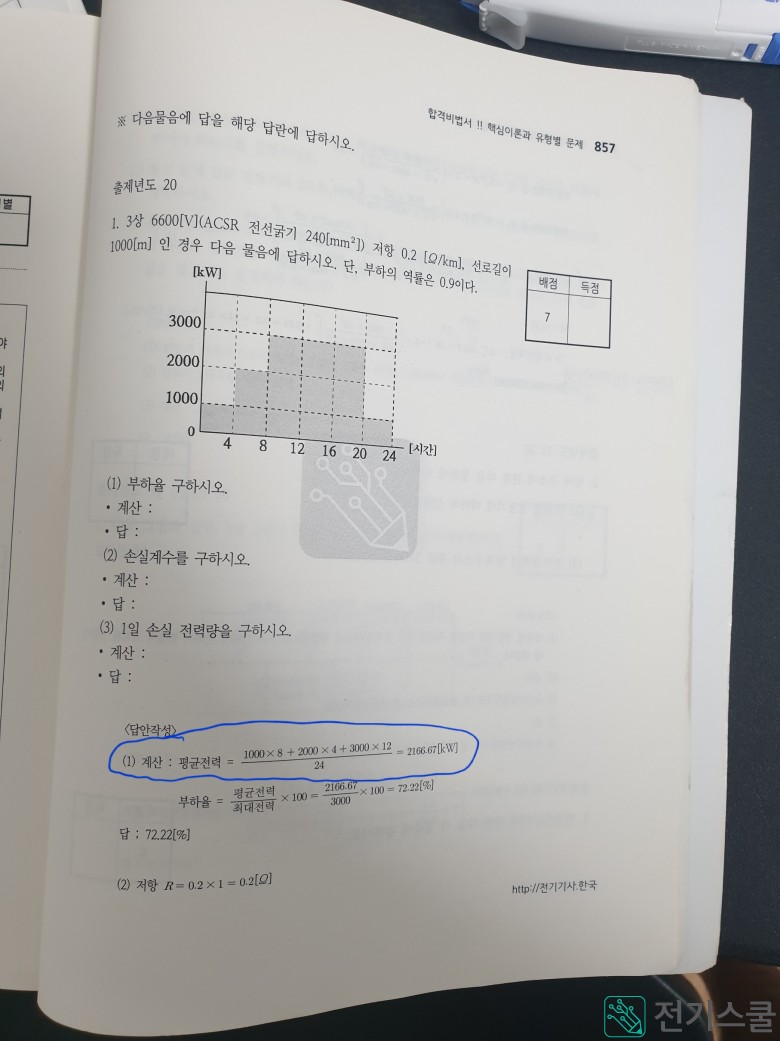 합격비법서 !! 핵심이론과 유형별 문제 857
※ 다음물음에 답을 해당 답란에 답하시오.
출제년도 20
1. 3상 6600[V](ACSR 전선굵기 240[mm²]) 저항 0.2 [Ω/km], 선로길이
1000[m] 인 경우 다음 물음에 답하시오. 단, 부하의 역률은 0.9이다.
배점 득점
7
[kW]
3000
2000
1000
0
4 8 12 16 20 24 [시간]
(1) 부하율 구하시오.
• 계산 :
• 답 :
(2) 손실계수를 구하시오.
• 계산 :
• 답 :
(3) 1일 손실 전력량을 구하시오.
• 계산 :
• 답 :
<답안작성>
(1) 계산 : 평균전력 = (1000×8+2000×4+3000×12)/24 = 2166.67[kW]
부하율 = 평균전력/최대전력 ×100 = 2166.67/3000 ×100 = 72.22[%]
답 : 72.22[%]
(2) 저항 R = 0.2×1 = 0.2[Ω]
http://전기기사.한국
별
전기스쿨